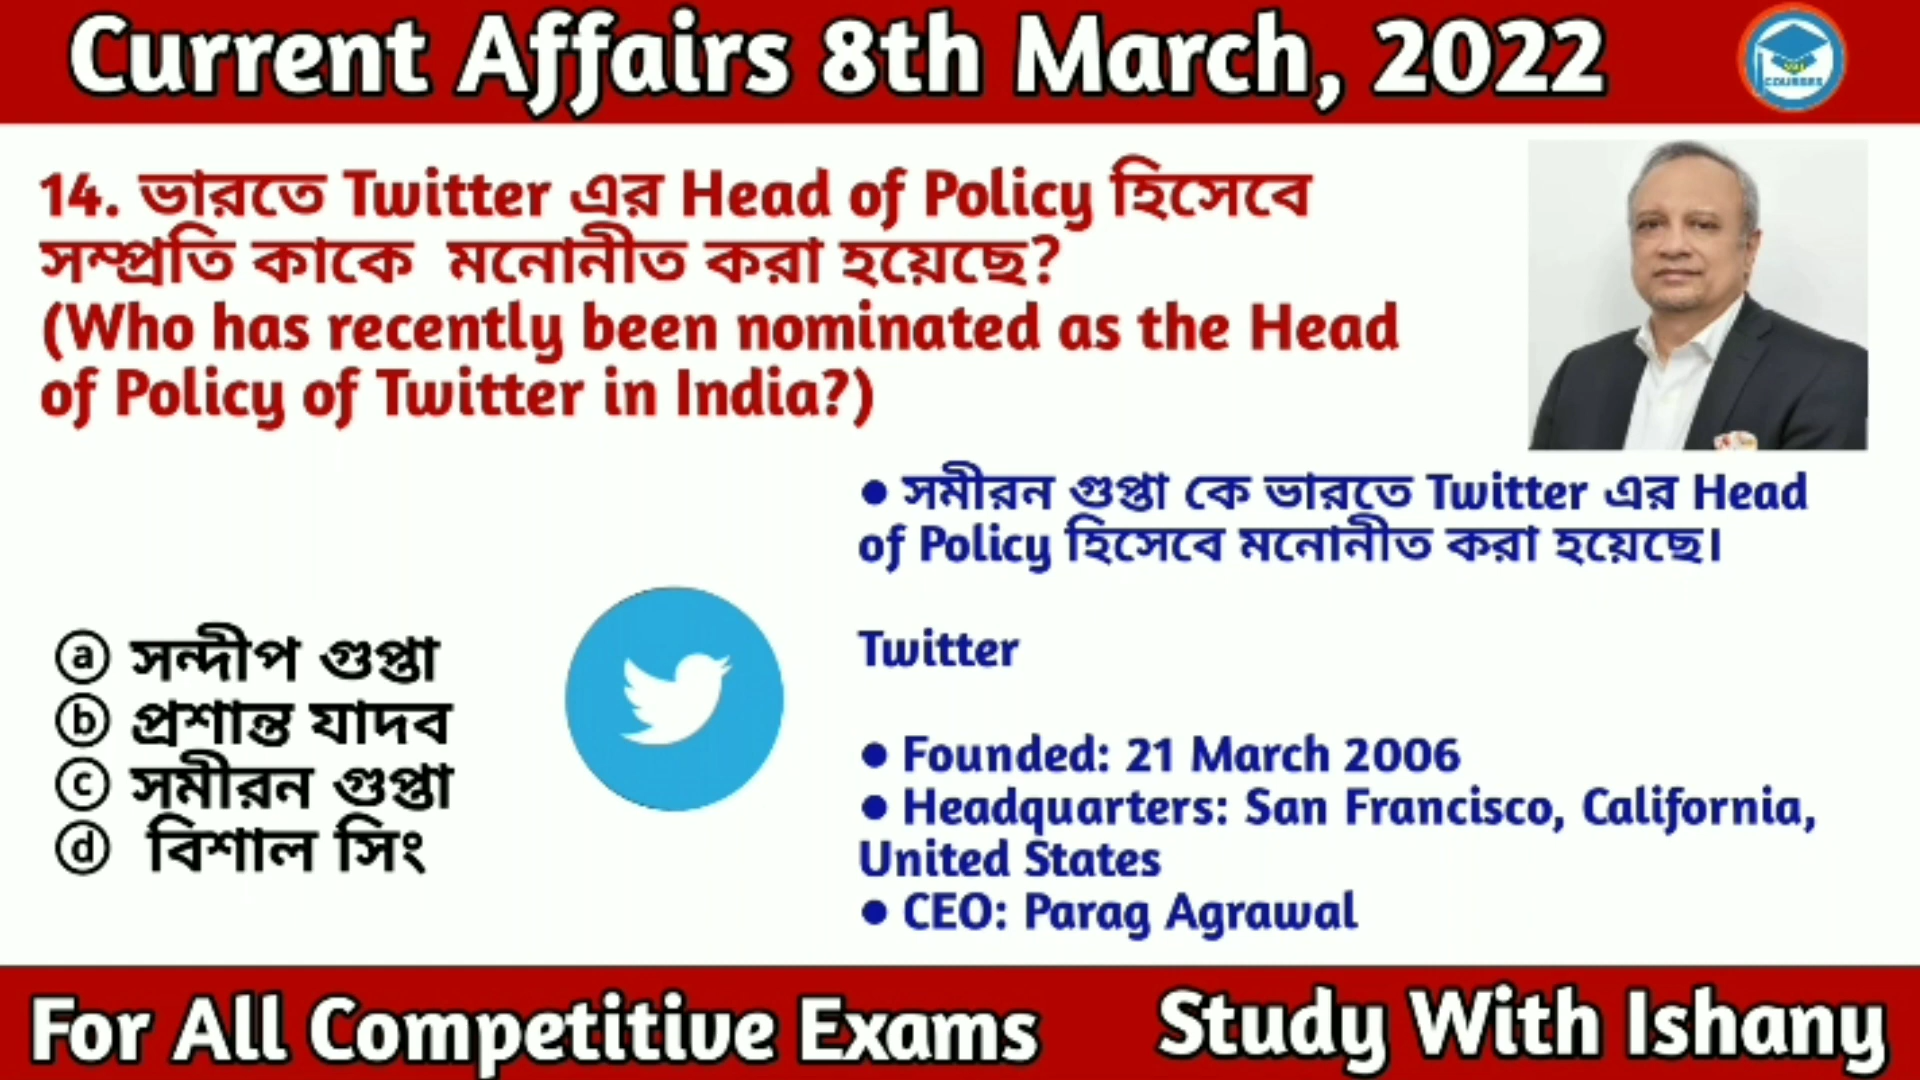 Current Affairs 8th March, 2022
COURSES
14. ভারতে Twitter এর Head of Policy হিসেবে
সম্প্রতি কাকে মনোনীত করা হয়েছে?
(Who has recently been nominated as the Head
of Policy of Twitter in India?)
● সমীরন গুপ্তা কে ভারতে Twitter এর Head
of Policy হিসেবে মনোনীত করা হয়েছে।
ⓐ সন্দীপ গুপ্তা
ⓑ প্রশান্ত যাদব
ⓒ সমীরন গুপ্তা
ⓓ বিশাল সিং
Twitter
● Founded: 21 March 2006
● Headquarters: San Francisco, California,
United States
● CEO: Parag Agrawal
For All Competitive Exams
Study With Ishany